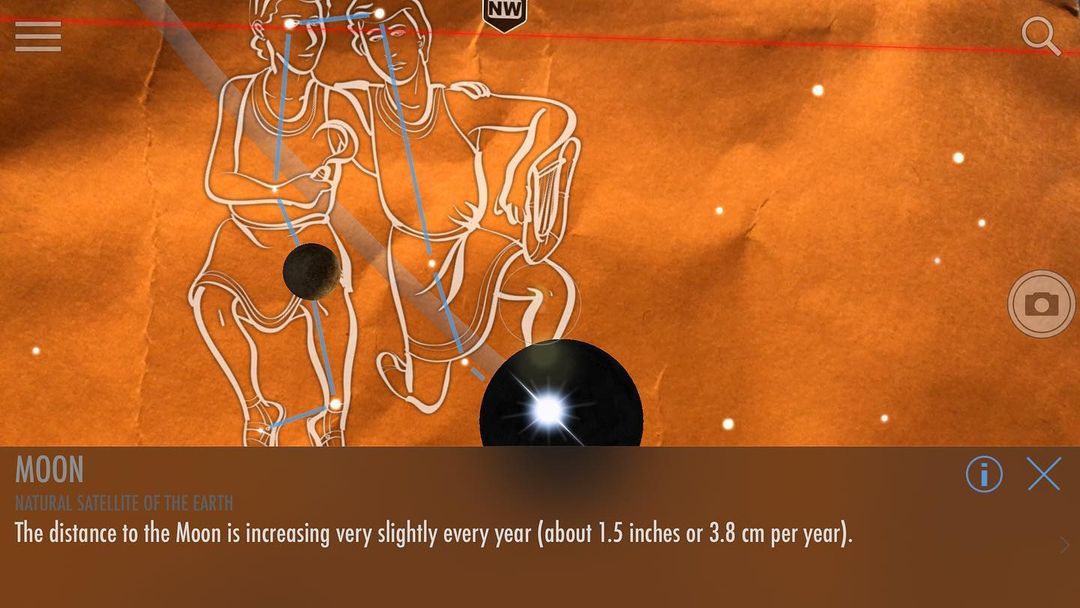 NW
MOON
NATURAL SATELLITE OF THE EARTH
The distance to the Moon is increasing very slightly every year (about 1.5 inches or 3.8 cm per year).